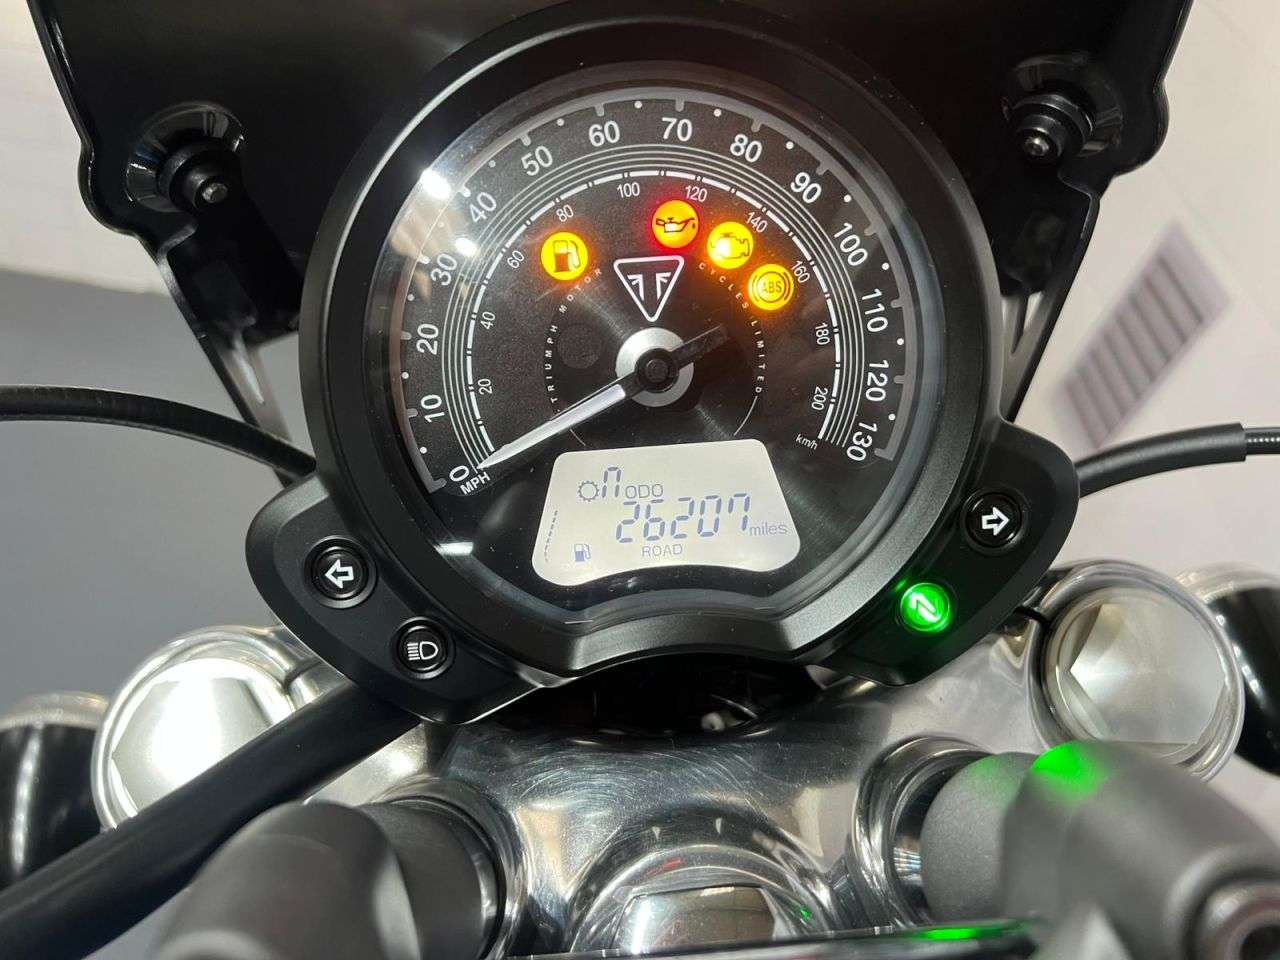 0 10 20 30 40 50 60 70 80 90 100 110 120 130
MPH
20 40 60 80 100 120 140 160 180 200
km/h
ABS
TRIUMPH MOTOR CYCLES LIMITED
n ODO
26207 miles
ROAD
N